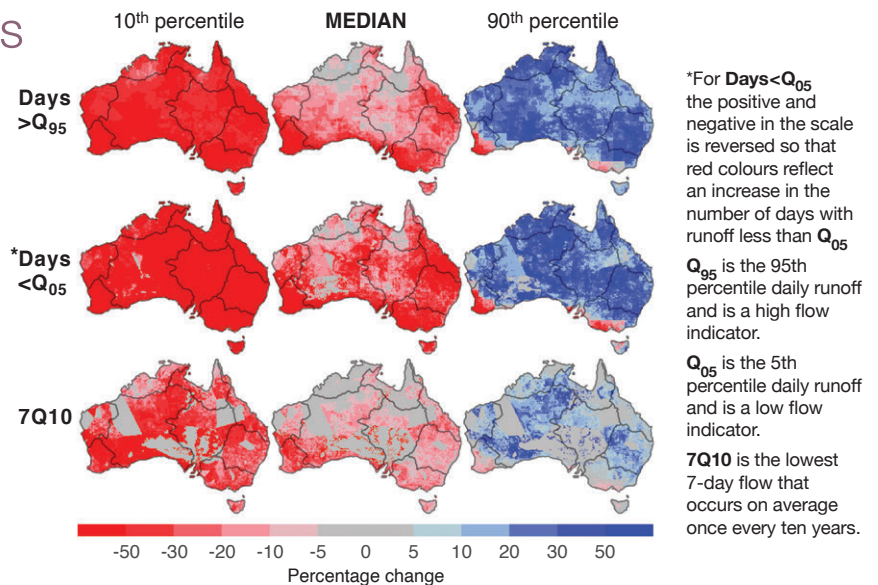 S
10th percentile
MEDIAN
90th percentile
Days
>Q95
*Days
<Q05
7Q10
-50 -30 -20 -10 -5 0 5 10 20 30 50
Percentage change
*For Days<Q05
the positive and
negative in the scale
is reversed so that
red colours reflect
an increase in the
number of days with
runoff less than Q05
Q95 is the 95th
percentile daily runoff
and is a high flow
indicator.
Q05 is the 5th
percentile daily runoff
and is a low flow
indicator.
7Q10 is the lowest
7-day flow that
occurs on average
once every ten years.